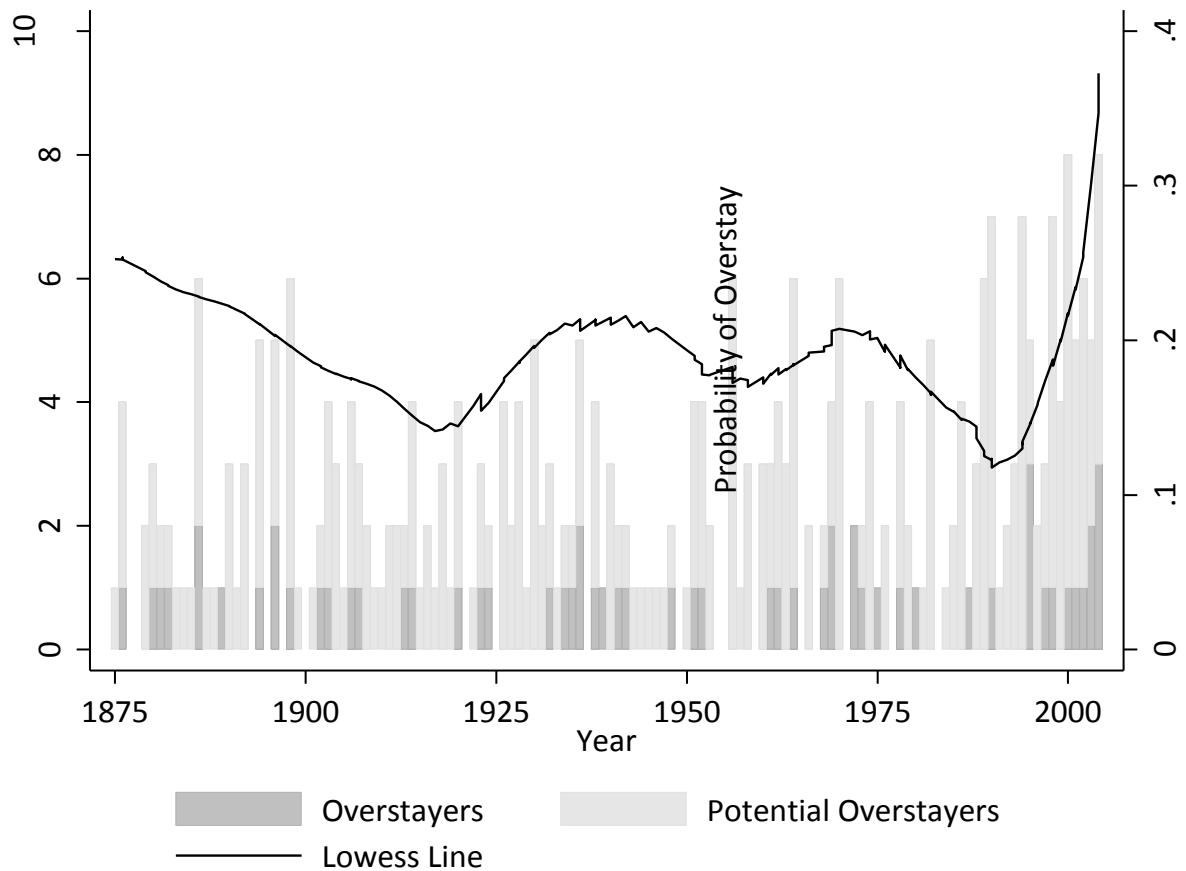 10
8
6
4
2
0
.4
.3
.2
.1
0
Probability of Overstay
1875 1900 1925 1950 1975 2000
Year
Overstayers Potential Overstayers
Lowess Line